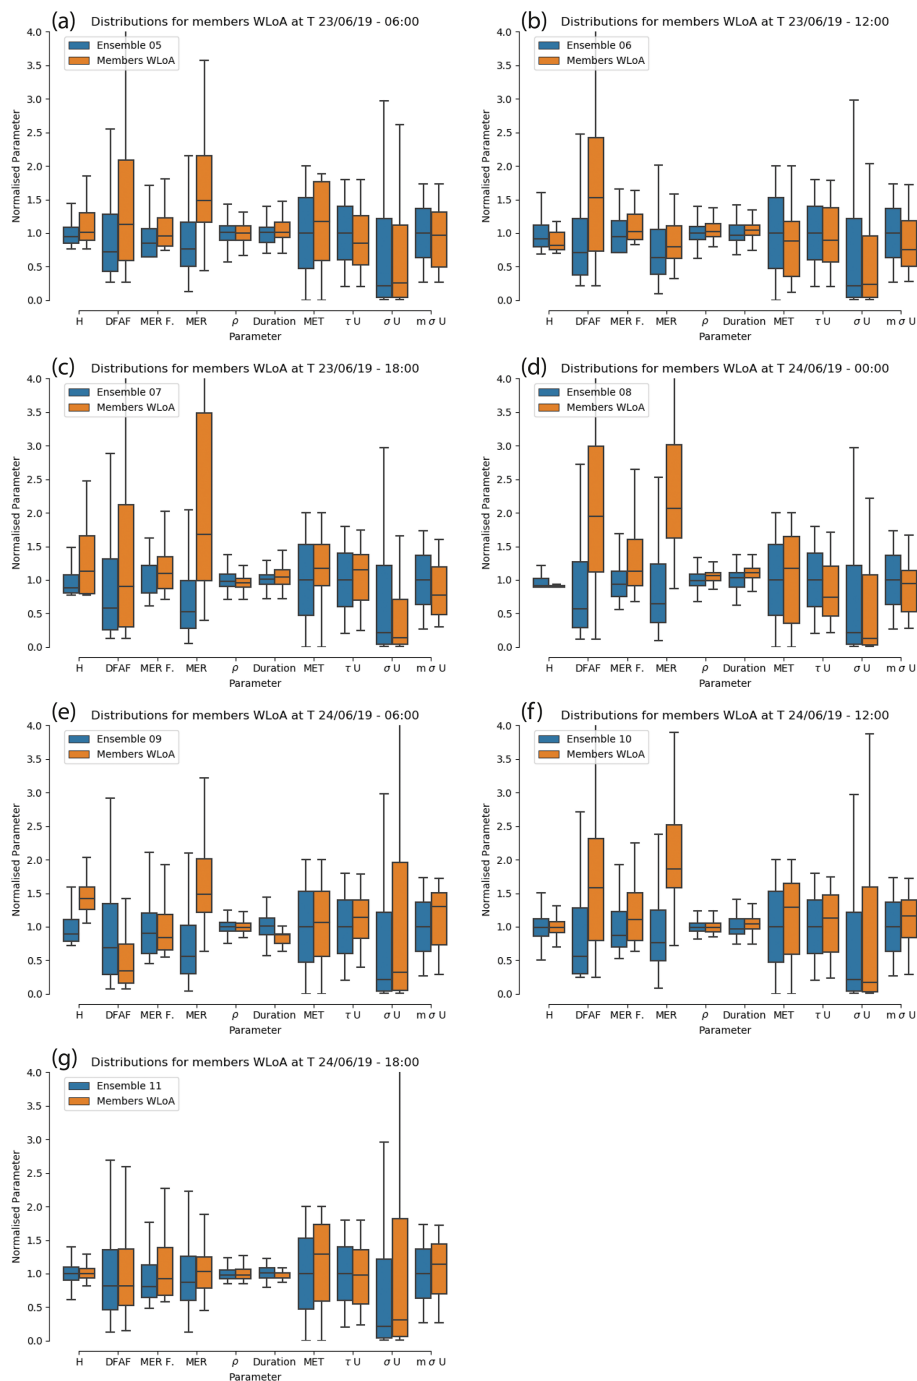 (a) Distributions for members WLoA at T 23/06/19 - 06:00
Ensemble 05
Members WLoA
Normalised Parameter
4.0
3.5
3.0
2.5
2.0
1.5
1.0
0.5
0.0
H DFAF MER F. MER ρ Duration MET τ U σ U m σ U
Parameter
(b) Distributions for members WLoA at T 23/06/19 - 12:00
Ensemble 06
Members WLoA
Normalised Parameter
4.0
3.5
3.0
2.5
2.0
1.5
1.0
0.5
0.0
H DFAF MER F. MER ρ Duration MET τ U σ U m σ U
Parameter
(c) Distributions for members WLoA at T 23/06/19 - 18:00
Ensemble 07
Members WLoA
Normalised Parameter
4.0
3.5
3.0
2.5
2.0
1.5
1.0
0.5
0.0
H DFAF MER F. MER ρ Duration MET τ U σ U m σ U
Parameter
(d) Distributions for members WLoA at T 24/06/19 - 00:00
Ensemble 08
Members WLoA
Normalised Parameter
4.0
3.5
3.0
2.5
2.0
1.5
1.0
0.5
0.0
H DFAF MER F. MER ρ Duration MET τ U σ U m σ U
Parameter
(e) Distributions for members WLoA at T 24/06/19 - 06:00
Ensemble 09
Members WLoA
Normalised Parameter
4.0
3.5
3.0
2.5
2.0
1.5
1.0
0.5
0.0
H DFAF MER F. MER ρ Duration MET τ U σ U m σ U
Parameter
(f) Distributions for members WLoA at T 24/06/19 - 12:00
Ensemble 10
Members WLoA
Normalised Parameter
4.0
3.5
3.0
2.5
2.0
1.5
1.0
0.5
0.0
H DFAF MER F. MER ρ Duration MET τ U σ U m σ U
Parameter
(g) Distributions for members WLoA at T 24/06/19 - 18:00
Ensemble 11
Members WLoA
Normalised Parameter
4.0
3.5
3.0
2.5
2.0
1.5
1.0
0.5
0.0
H DFAF MER F. MER ρ Duration MET τ U σ U m σ U
Parameter